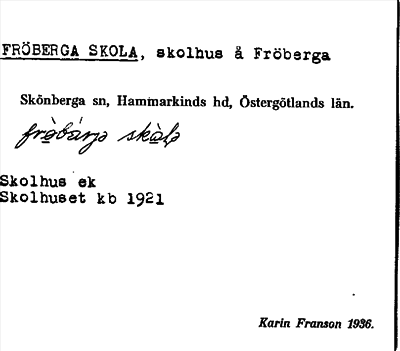 FRÖBERGA SKOLA, skolhus å Fröberga
Skönberga sn, Hammarkinds hd, Östergötlands län.
Skolhus ek
Skolhuset kb 1921
Karin Franson 1936.